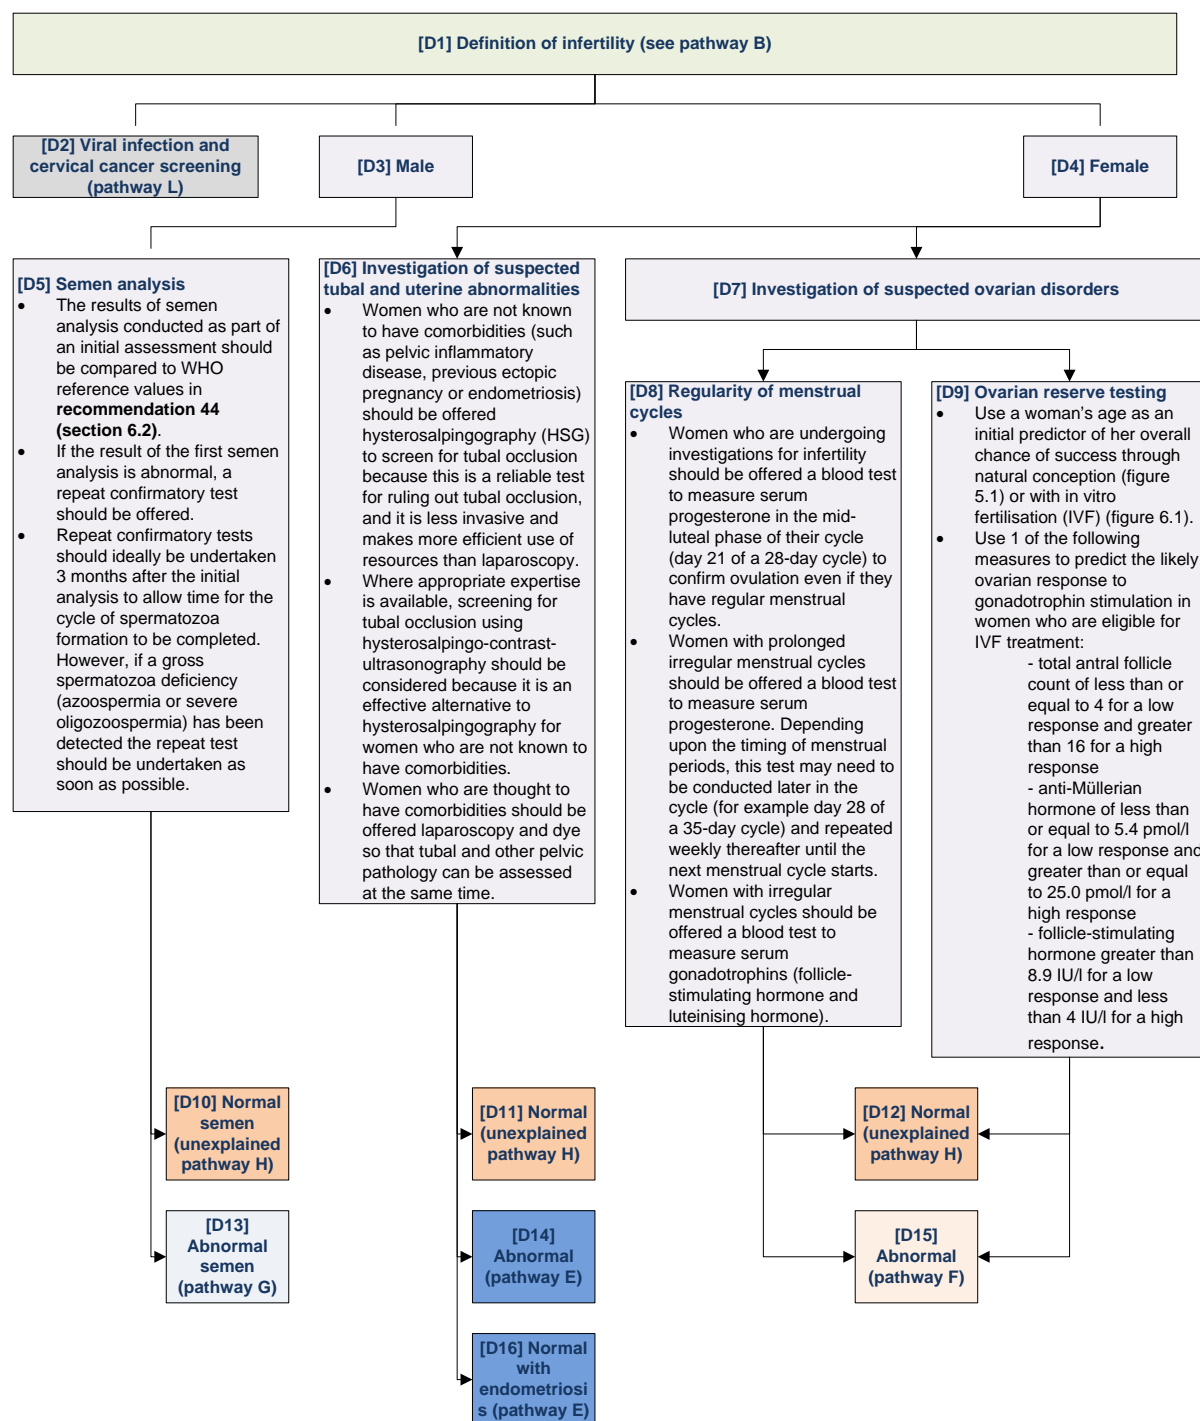 [D1] Definition of infertility (see pathway B)
[D2] Viral infection and
cervical cancer screening
(pathway L)
[D3] Male
[D4] Female
[D5] Semen analysis
• The results of semen
analysis conducted as part of
an initial assessment should
be compared to WHO
reference values in
recommendation 44
(section 6.2).
• If the result of the first semen
analysis is abnormal, a
repeat confirmatory test
should be offered.
• Repeat confirmatory tests
should ideally be undertaken
3 months after the initial
analysis to allow time for the
cycle of spermatozoa
formation to be completed.
However, if a gross
spermatozoa deficiency
(azoospermia or severe
oligozoospermia) has been
detected the repeat test
should be undertaken as
soon as possible.
[D6] Investigation of suspected
tubal and uterine abnormalities
• Women who are not known
to have comorbidities (such
as pelvic inflammatory
disease, previous ectopic
pregnancy or endometriosis)
should be offered
hysterosalpingography (HSG)
to screen for tubal occlusion
because this is a reliable test
for ruling out tubal occlusion,
and it is less invasive and
makes more efficient use of
resources than laparoscopy.
• Where appropriate expertise
is available, screening for
tubal occlusion using
hysterosalpingo-contrast-
ultrasonography should be
considered because it is an
effective alternative to
hysterosalpingography for
women who are not known to
have comorbidities.
• Women who are thought to
have comorbidities should be
offered laparoscopy and dye
so that tubal and other pelvic
pathology can be assessed
at the same time.
[D7] Investigation of suspected ovarian disorders
[D8] Regularity of menstrual
cycles
• Women who are undergoing
investigations for infertility
should be offered a blood test
to measure serum
progesterone in the mid-
luteal phase of their cycle
(day 21 of a 28-day cycle) to
confirm ovulation even if they
have regular menstrual
cycles.
• Women with prolonged
irregular menstrual cycles
should be offered a blood test
to measure serum
progesterone. Depending
upon the timing of menstrual
periods, this test may need to
be conducted later in the
cycle (for example day 28 of
a 35-day cycle) and repeated
weekly thereafter until the
next menstrual cycle starts.
• Women with irregular
menstrual cycles should be
offered a blood test to
measure serum
gonadotrophins (follicle-
stimulating hormone and
luteinising hormone).
[D9] Ovarian reserve testing
• Use a woman’s age as an
initial predictor of her overall
chance of success through
natural conception (figure
5.1) or with in vitro
fertilisation (IVF) (figure 6.1).
• Use 1 of the following
measures to predict the likely
ovarian response to
gonadotrophin stimulation in
women who are eligible for
IVF treatment:
- total antral follicle
count of less than or
equal to 4 for a low
response and greater
than 16 for a high
response
- anti-Müllerian
hormone of less than
or equal to 5.4 pmol/l
for a low response and
greater than or equal
to 25.0 pmol/l for a
high response
- follicle-stimulating
hormone greater than
8.9 IU/l for a low
response and less
than 4 IU/l for a high
response.
[D10] Normal
semen
(unexplained
pathway H)
[D11] Normal
(unexplained
pathway H)
[D12] Normal
(unexplained
pathway H)
[D13]
Abnormal
semen
(pathway G)
[D14]
Abnormal
(pathway E)
[D15]
Abnormal
(pathway F)
[D16] Normal
with
endometriosi
s (pathway E)